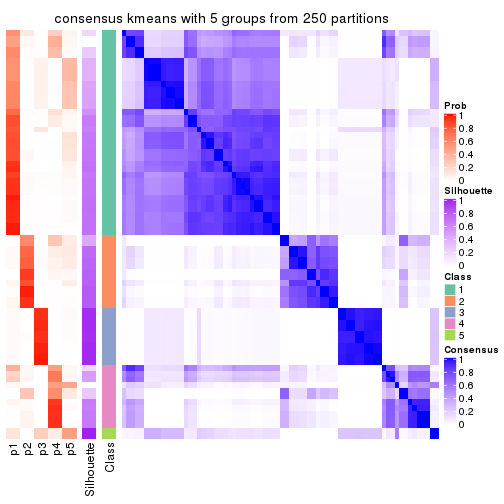 consensus kmeans with 5 groups from 250 partitions
Prob
1
0.8
0.6
0.4
0.2
0
Silhouette
1
0.8
0.6
0.4
0.2
0
Class
1
2
3
4
5
Consensus
1
0.8
0.6
0.4
0.2
0
p1
p2
p3
p4
p5
Silhouette
Class